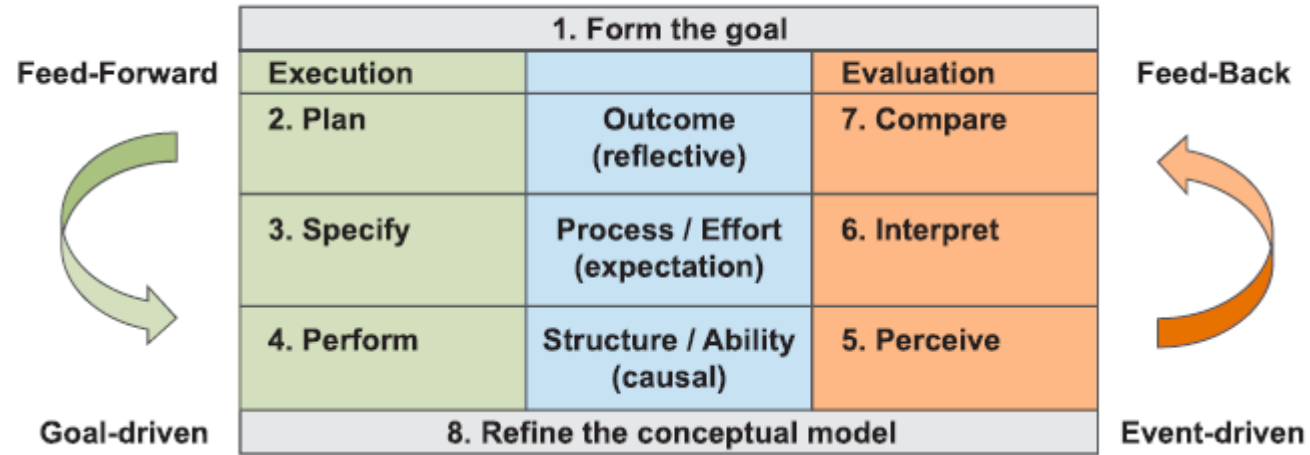 1. Form the goal
Feed-Forward
Execution
Evaluation
Feed-Back
2. Plan
Outcome
(reflective)
7. Compare
3. Specify
Process / Effort
(expectation)
6. Interpret
4. Perform
Structure / Ability
(causal)
5. Perceive
Goal-driven
8. Refine the conceptual model
Event-driven